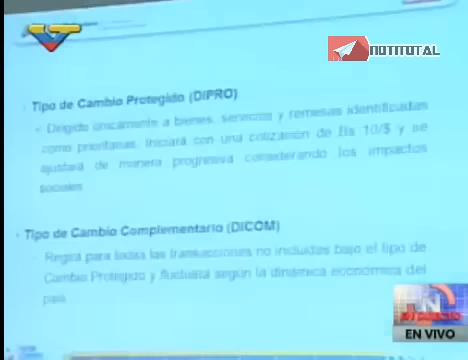 NOTITOTAL
Tipo de Cambio Protegido (DIPRO)
Dirigido únicamente a bienes, servicios y remesas identificadas
como prioritarias. Iniciará con una cotización de Bs 10/$ y se
ajustará de manera progresiva considerando los impactos
sociales
Tipo de Cambio Complementario (DICOM)
Regirá para todas las transacciones no incluidas bajo el tipo de
Cambio Protegido y fluctuará según la dinámica económica del
país
EN VIVO